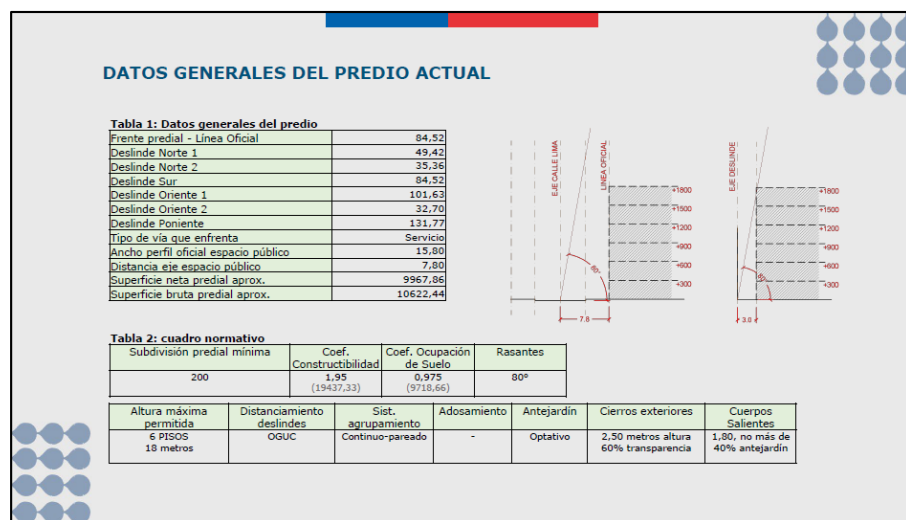 DATOS GENERALES DEL PREDIO ACTUAL
Tabla 1: Datos generales del predio
Frente predial - Línea Oficial 84,52
Deslinde Norte 1 49,42
Deslinde Norte 2 35,36
Deslinde Sur 84,52
Deslinde Oriente 1 101,63
Deslinde Oriente 2 32,70
Deslinde Poniente 131,77
Tipo de vía que enfrenta Servicio
Ancho perfil oficial espacio público 15,80
Distancia eje espacio público 7,80
Superficie neta predial aprox. 9967,86
Superficie bruta predial aprox. 10622,44
EJE CALLE LIMA
LINEA OFICIAL
+1800
+1500
+1200
+900
+600
+300
80°
7.8
EJE DESLINDE
+1800
+1500
+1200
+900
+600
+300
80°
3.0
Tabla 2: cuadro normativo
Subdivisión predial mínima Coef. Constructibilidad Coef. Ocupación de Suelo Rasantes
200 1,95 0,975 80°
(19437,33) (9718,66)
Altura máxima permitida Distanciamiento deslindes Sist. agrupamiento Adosamiento Antejardín Cierros exteriores Cuerpos Salientes
6 PISOS OGUC Continuo-pareado - Optativo 2,50 metros altura 1,80, no más de
18 metros 60% transparencia 40% antejardín